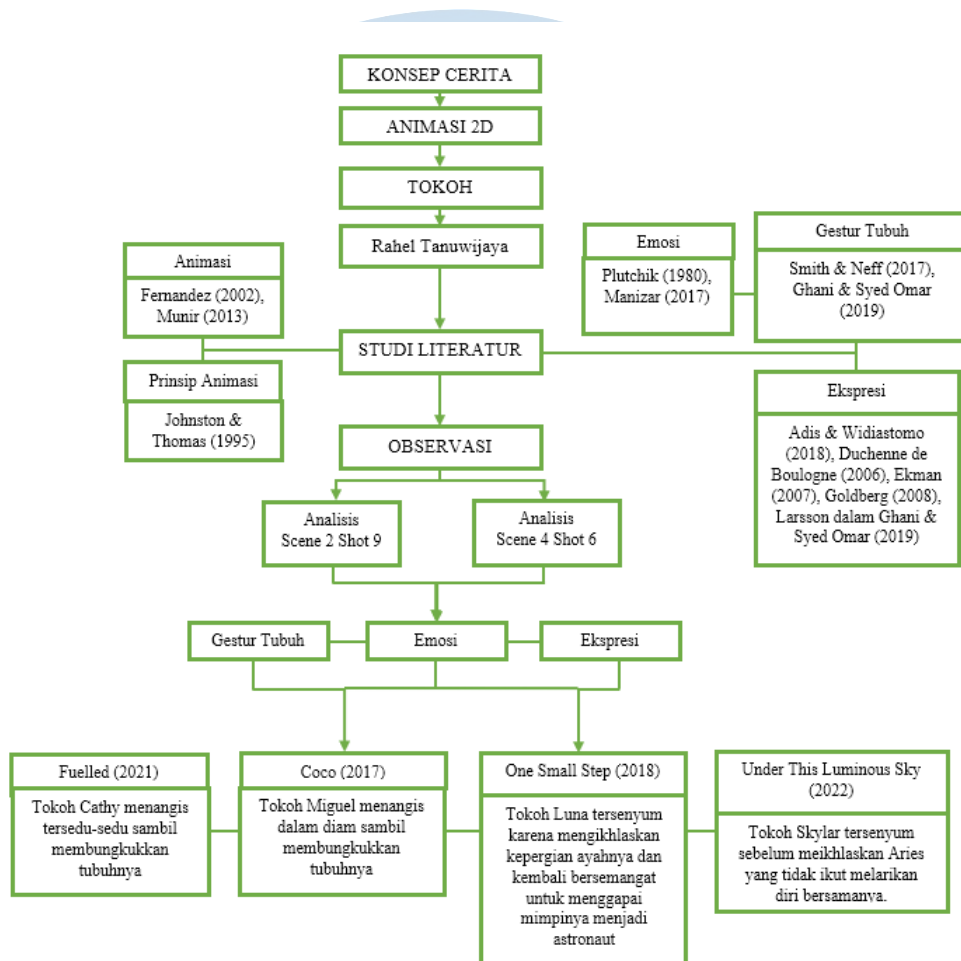 KONSEP CERITA
ANIMASI 2D
TOKOH
Rahel Tanuwijaya
Animasi
Fernandez (2002),
Munir (2013)
Emosi
Plutchik (1980),
Manizar (2017)
Gestur Tubuh
Smith & Neff (2017),
Ghani & Syed Omar
(2019)
STUDI LITERATUR
Prinsip Animasi
Johnston &
Thomas (1995)
Ekspresi
Adis & Widiastomo
(2018), Duchenne de
Boulogne (2006), Ekman
(2007), Goldberg (2008),
Larsson dalam Ghani &
Syed Omar (2019)
OBSERVASI
Analisis
Scene 2 Shot 9
Analisis
Scene 4 Shot 6
Gestur Tubuh
Emosi
Ekspresi
Fuelled (2021)
Tokoh Cathy menangis
tersedu-sedu sambil
membungkukkan
tubuhnya
Coco (2017)
Tokoh Miguel menangis
dalam diam sambil
membungkukkan
tubuhnya
One Small Step (2018)
Tokoh Luna tersenyum
karena mengikhlaskan
kepergian ayahnya dan
kembali bersemangat
untuk menggapai
mimpinya menjadi
astronaut
Under This Luminous Sky
(2022)
Tokoh Skylar tersenyum
sebelum meikhlaskan Aries
yang tidak ikut melarikan
diri bersamanya.